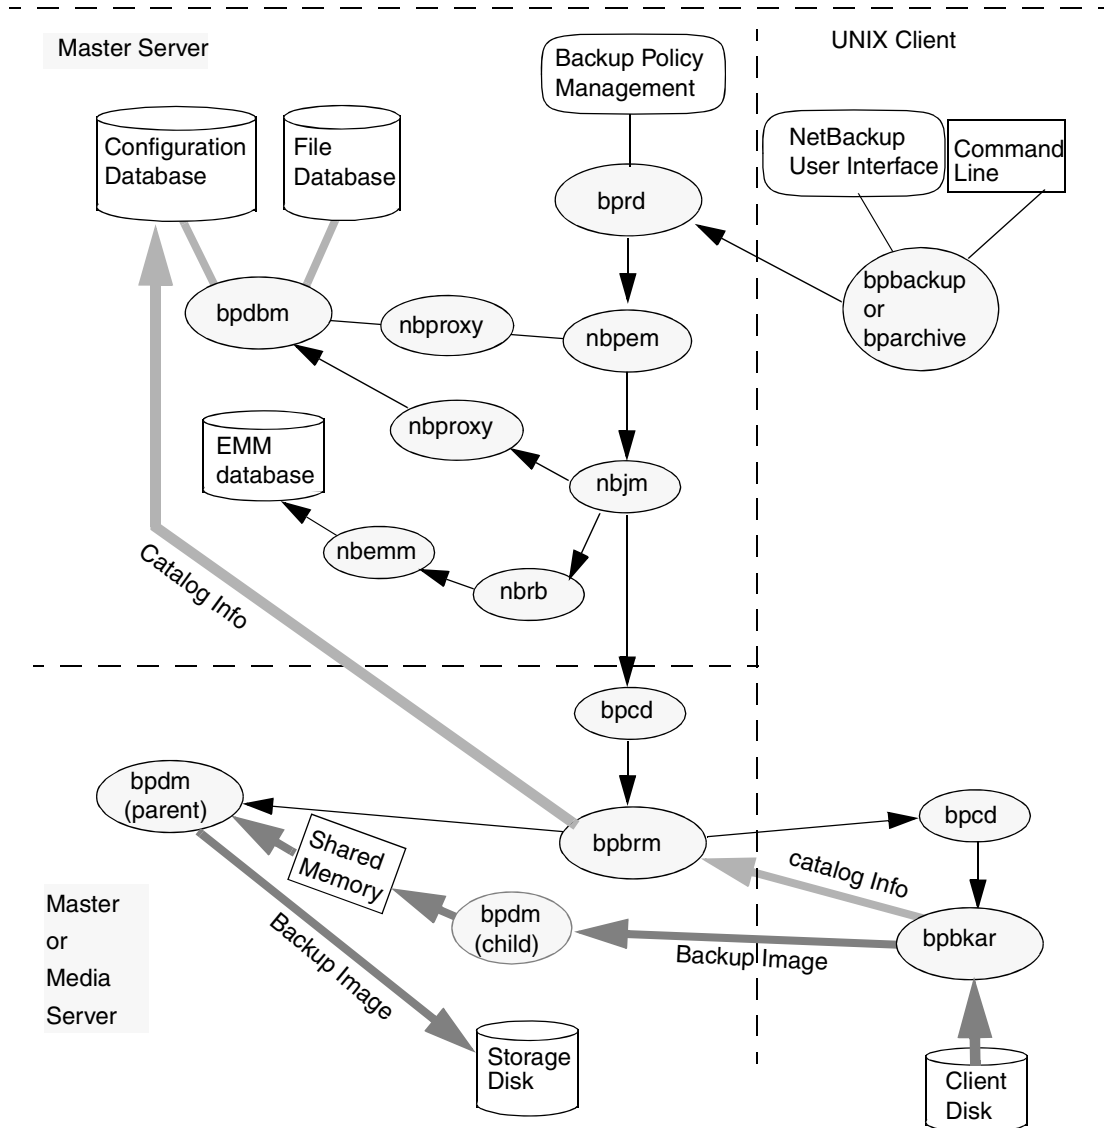 Master Server
Backup Policy
Management
UNIX Client
Configuration
Database
File
Database
NetBackup
User Interface
Command
Line
bprd
bpbackup
or
bparchive
bpdbm
nbproxy
nbpem
nbproxy
EMM
database
nbjm
nbemm
nbrb
Catalog Info
bpcd
bpdm
(parent)
bpbrm
bpcd
Shared
Memory
catalog Info
Master
or
Media
Server
bpdm
(child)
bpbkar
Backup Image
Backup Image
Storage
Disk
Client
Disk